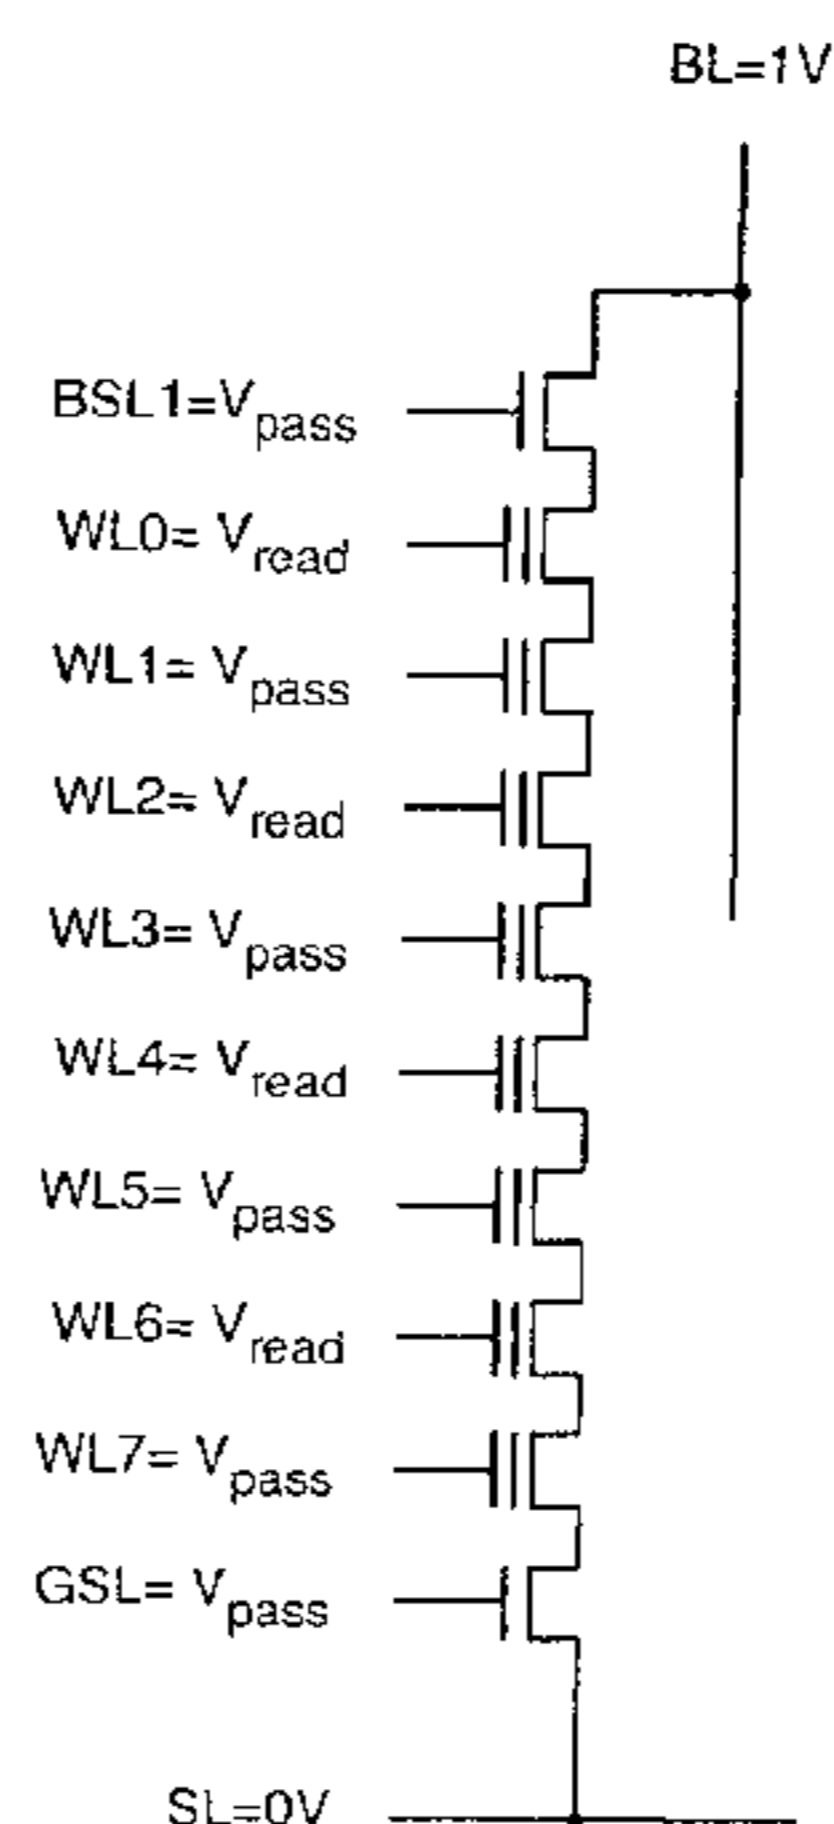 BL=1V
BSL1=Vpass
WL0= Vread
WL1= Vpass
WL2= Vread
WL3= Vpass
WL4= Vread
WL5= Vpass
WL6= Vread
WL7= Vpass
GSL= Vpass
SL=0V